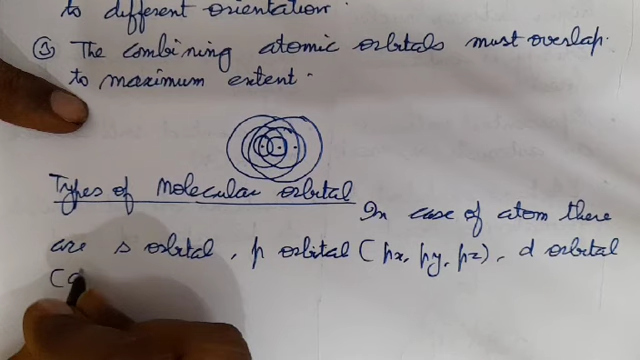 to different orientation.
③ The combining atomic orbitals must overlap
to maximum extent.
Types of Molecular orbital
In case of atom there
are s orbital, p orbital (px, py, pz), d orbital
(d